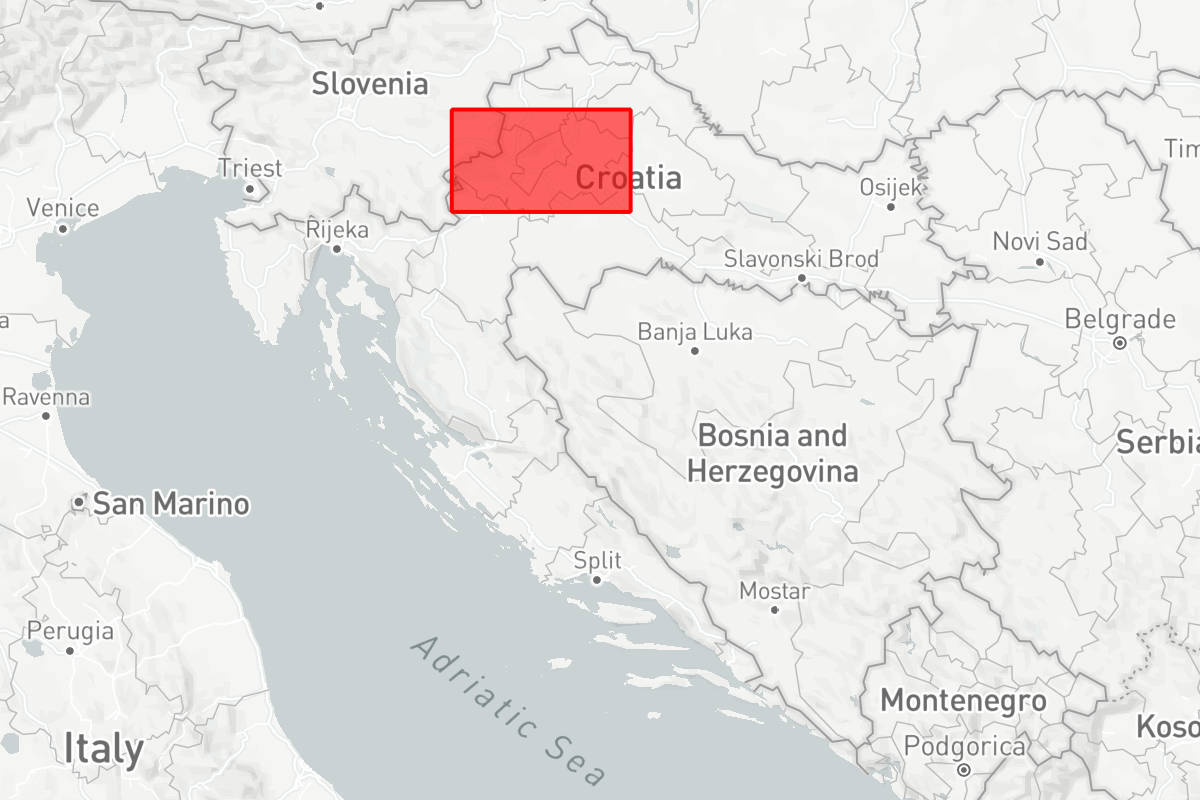 Slovenia
Triest
Croatia
Osijek
Tim
Venice
Rijeka
Slavonski Brod
Novi Sad
Banja Luka
Belgrade
a
Ravenna
Bosnia and
Herzegovina
Serbia
San Marino
Split
Mostar
Perugia
Adriatic Sea
Montenegro
Koso
Italy
Podgorica